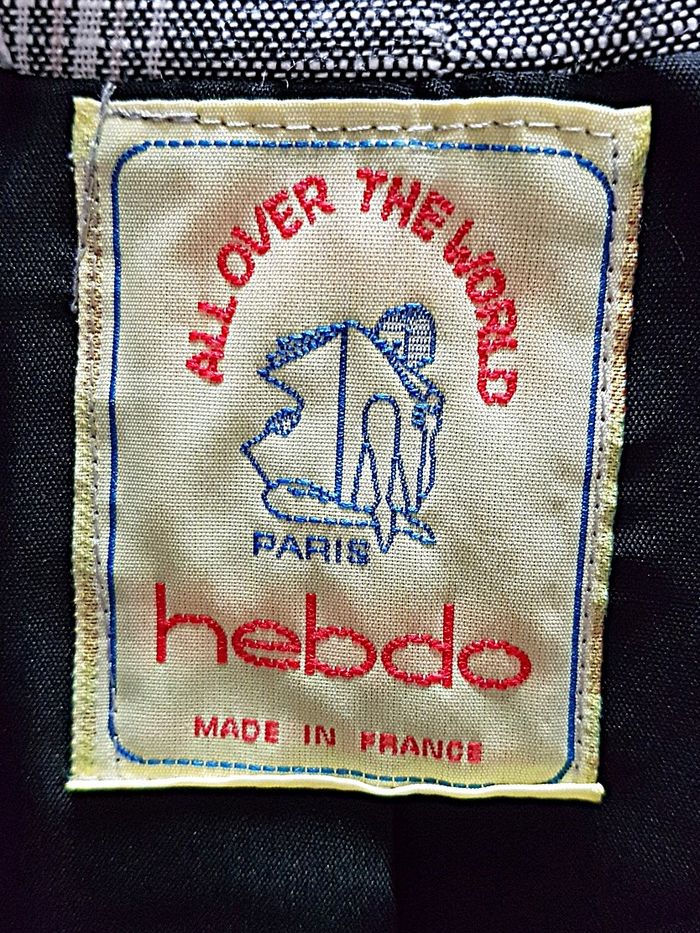 ALL OVER THE WORLD
PARIS
hebdo
MADE IN FRANCE